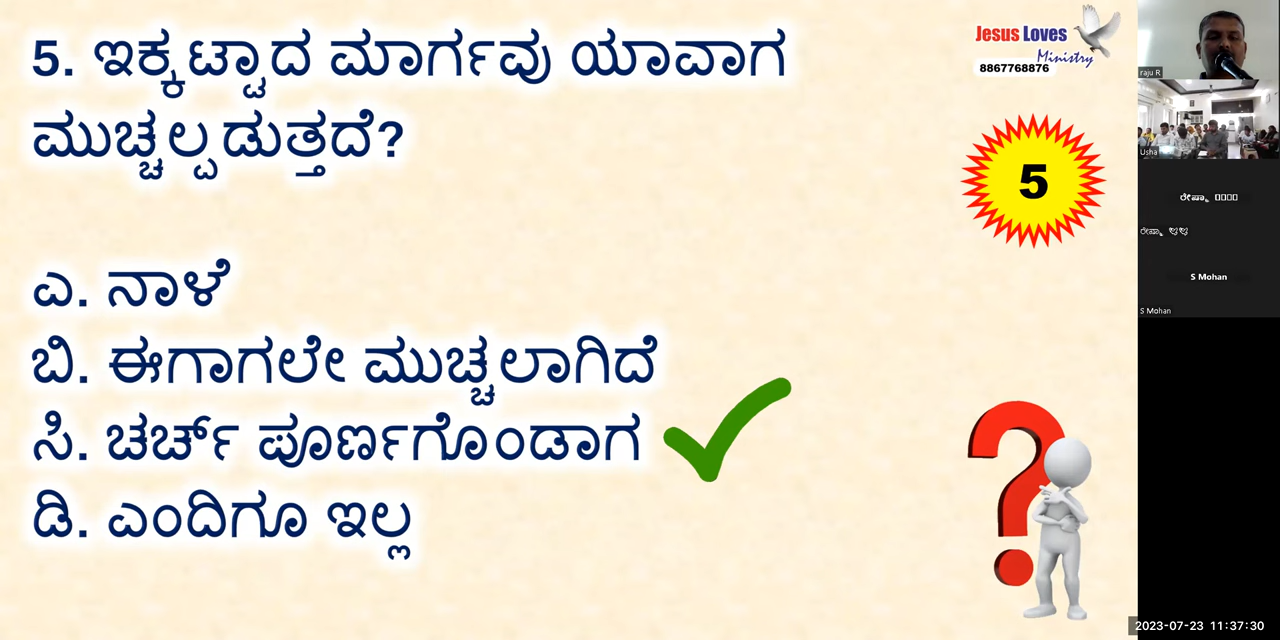 5. ಇಕ್ಕಟ್ಟಾದ ಮಾರ್ಗವು ಯಾವಾಗ
ಮುಚ್ಚಲ್ಪಡುತ್ತದೆ?
ಎ. ನಾಳೆ
ಬಿ. ಈಗಾಗಲೇ ಮುಚ್ಚಲಾಗಿದೆ
ಸಿ. ಚರ್ಚ್ ಪೂರ್ಣಗೊಂಡಾಗ
ಡಿ. ಎಂದಿಗೂ ಇಲ್ಲ
Jesus Loves
Ministry
8867768876
5
raju R
Usha
S Mohan
S Mohan
2023-07-23 11:37:30